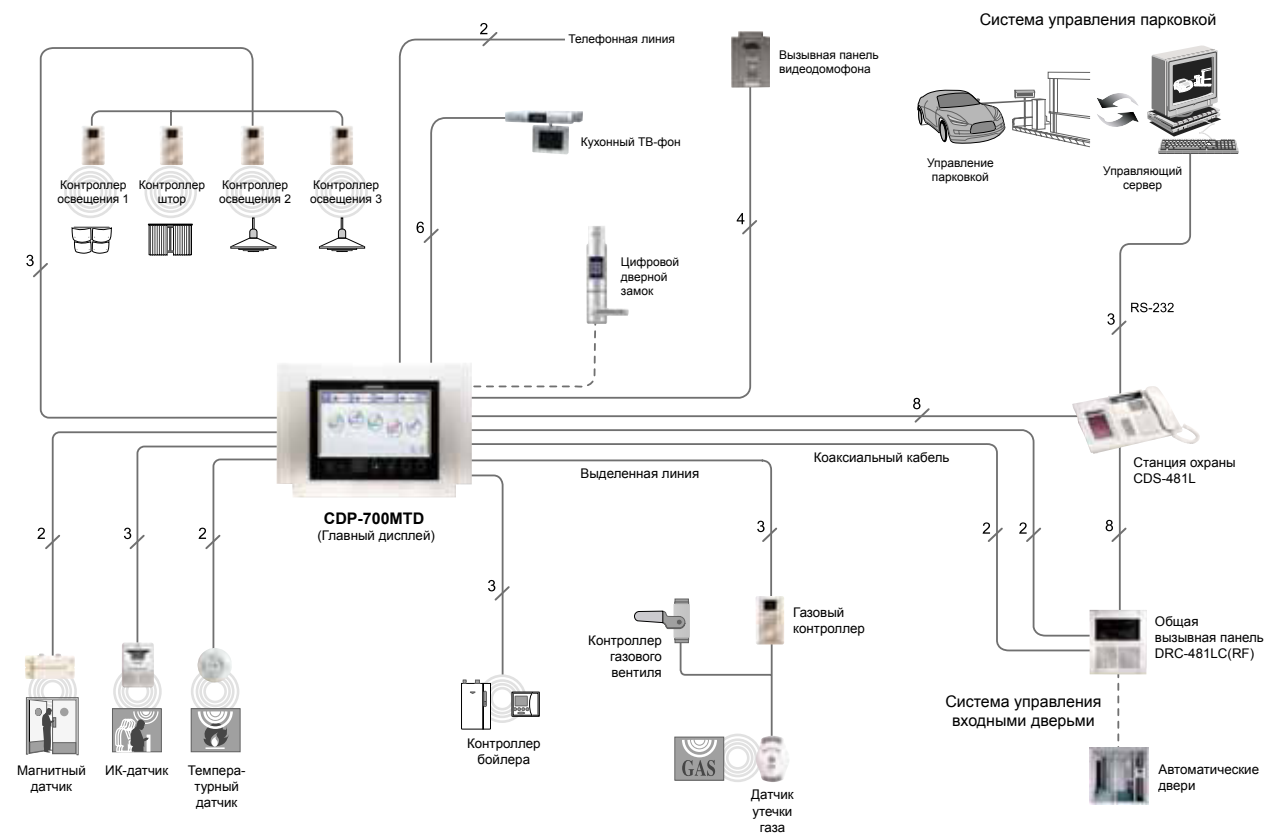 Система управления парковкой
2
Телефонная линия
Вызывная панель
видеодомофона
Кухонный ТВ-фон
Управление
парковкой
Управляющий
сервер
Контроллер
освещения 1
Контроллер
штор
Контроллер
освещения 2
Контроллер
освещения 3
3
6
4
Цифровой
дверной
замок
RS-232
3
8
Станция охраны
CDS-481L
Коаксиальный кабель
Выделенная линия
CDP-700MTD
(Главный дисплей)
2
3
2
3
3
2
2
8
Газовый
контроллер
Контроллер
газового
вентиля
Общая
вызывная панель
DRC-481LC(RF)
Система управления
входными дверьми
Магнитный
датчик
ИК-датчик
Темпера-
турный
датчик
Контроллер
бойлера
GAS
Датчик
утечки
газа
Автоматические
двери